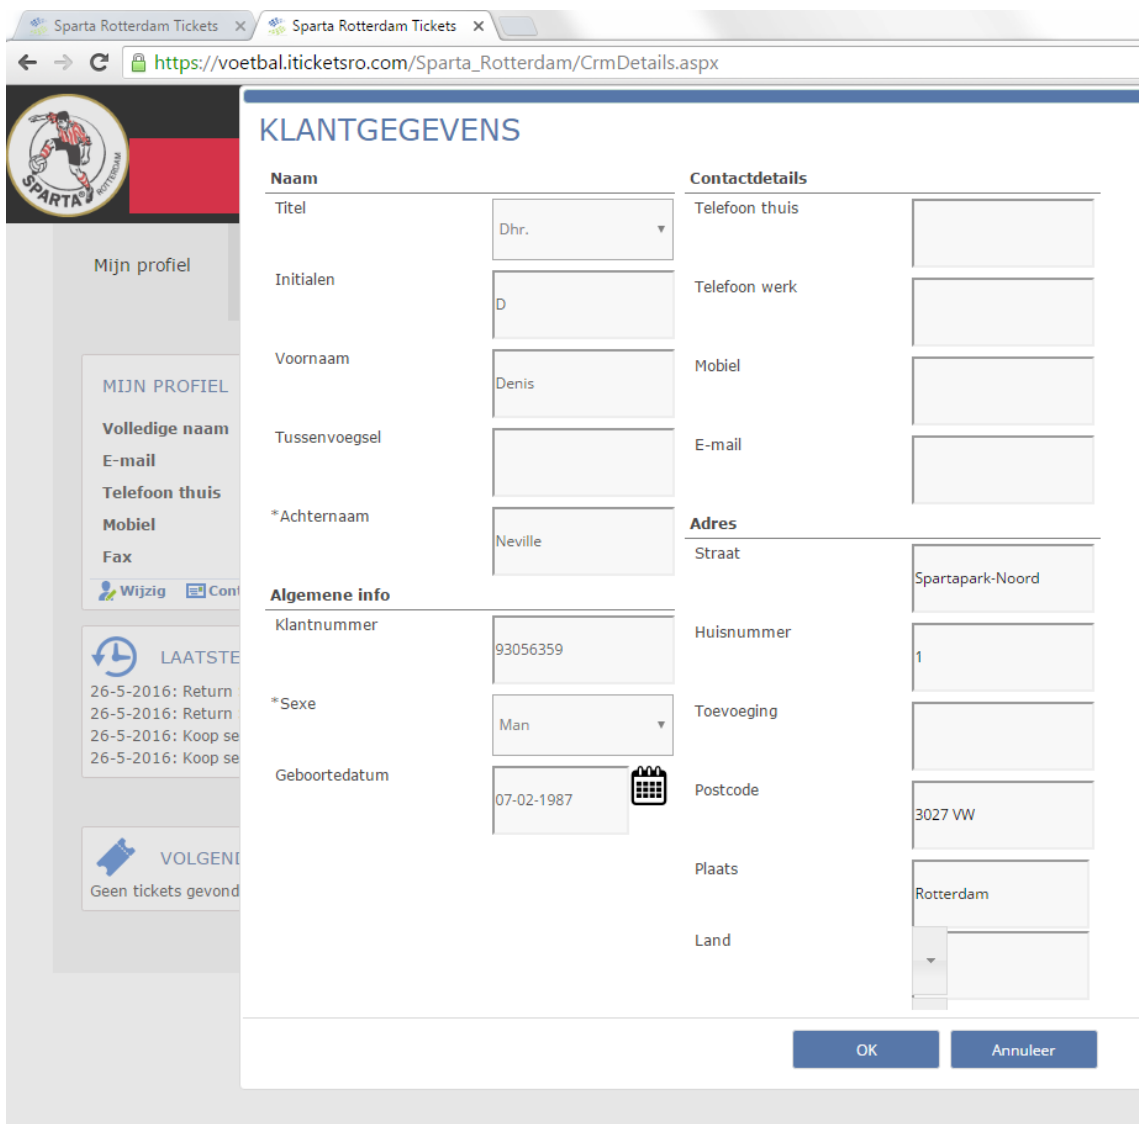 Sparta Rotterdam Tickets
Sparta Rotterdam Tickets
https://voetbal.iticketsro.com/Sparta_Rotterdam/CrmDetails.aspx
SPARTA ROTTERDAM
Mijn profiel
MIJN PROFIEL
Volledige naam
E-mail
Telefoon thuis
Mobiel
Fax
Wijzig Cont
LAATSTE
26-5-2016: Return
26-5-2016: Return
26-5-2016: Koop se
26-5-2016: Koop se
VOLGEND
Geen tickets gevond
KLANTGEGEVENS
Naam
Titel Dhr.
Initialen D
Voornaam Denis
Tussenvoegsel
*Achternaam Neville
Algemene info
Klantnummer 93056359
*Sexe Man
Geboortedatum 07-02-1987
Contactdetails
Telefoon thuis
Telefoon werk
Mobiel
E-mail
Adres
Straat Spartapark-Noord
Huisnummer 1
Toevoeging
Postcode 3027 VW
Plaats Rotterdam
Land
OK Annuleer